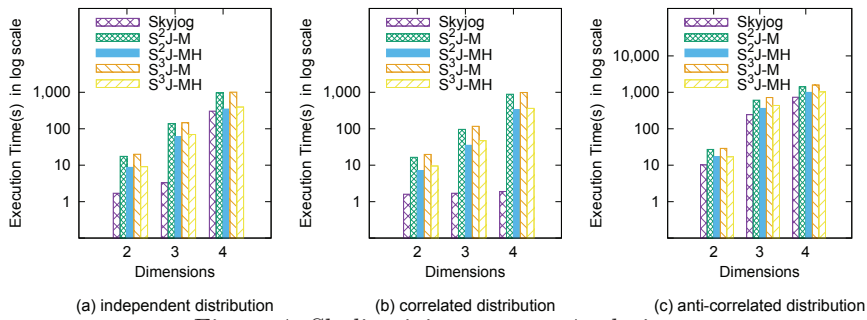 Execution Time(s) in log scale
1,000
100
10
1
Skyjog
S²J-M
S²J-MH
S³J-M
S³J-MH
2 3 4
Dimensions
(a) independent distribution
Execution Time(s) in log scale
1,000
100
10
1
Skyjog
S²J-M
S²J-MH
S³J-M
S³J-MH
2 3 4
Dimensions
(b) correlated distribution
Execution Time(s) in log scale
10,000
1,000
100
10
1
Skyjog
S²J-M
S²J-MH
S³J-M
S³J-MH
2 3 4
Dimensions
(c) anti-correlated distribution